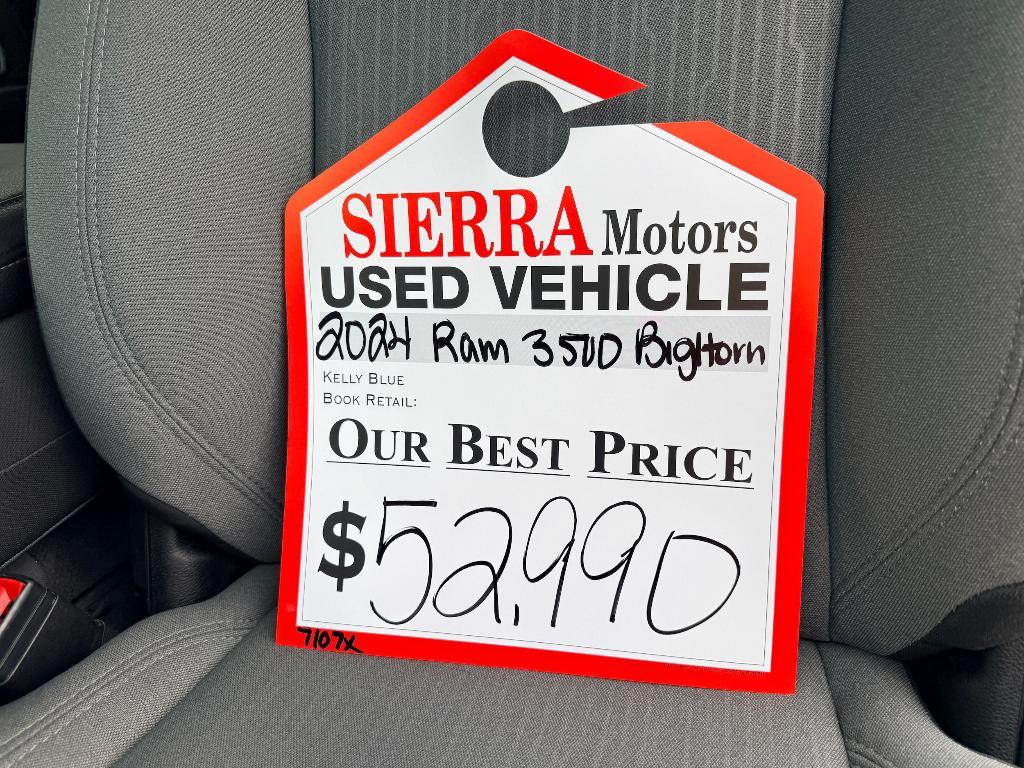 SIERRA Motors
USED VEHICLE
2024 Ram 3500 BigHorn
KELLY BLUE
BOOK RETAIL:
OUR BEST PRICE
$52,990
7107X